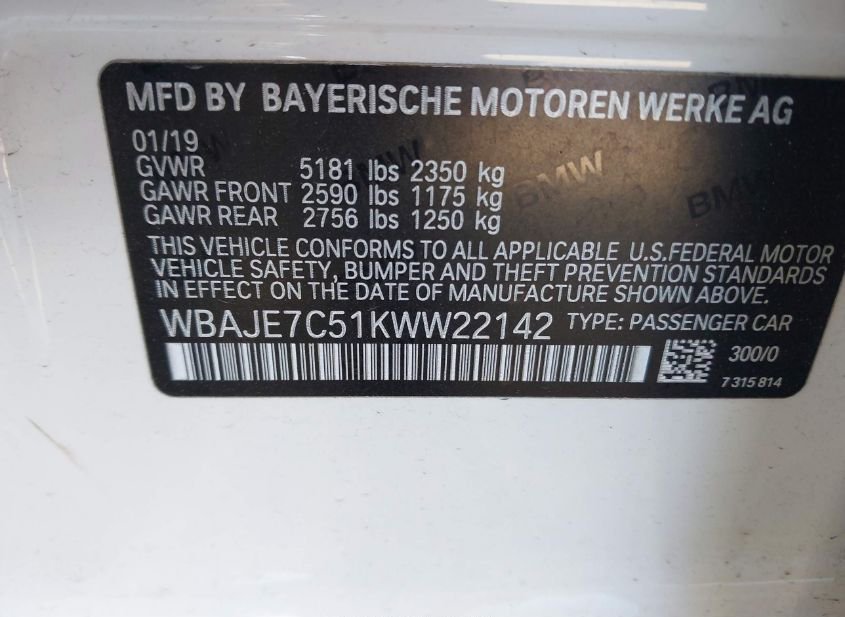 MFD BY BAYERISCHE MOTOREN WERKE AG
01/19
GVWR 5181 lbs 2350 kg
GAWR FRONT 2590 lbs 1175 kg
GAWR REAR 2756 lbs 1250 kg
THIS VEHICLE CONFORMS TO ALL APPLICABLE U.S.FEDERAL MOTOR
VEHICLE SAFETY, BUMPER AND THEFT PREVENTION STANDARDS
IN EFFECT ON THE DATE OF MANUFACTURE SHOWN ABOVE.
WBAJE7C51KWW22142 TYPE: PASSENGER CAR
300/0
7 315 814
BMW
BMW
BMW